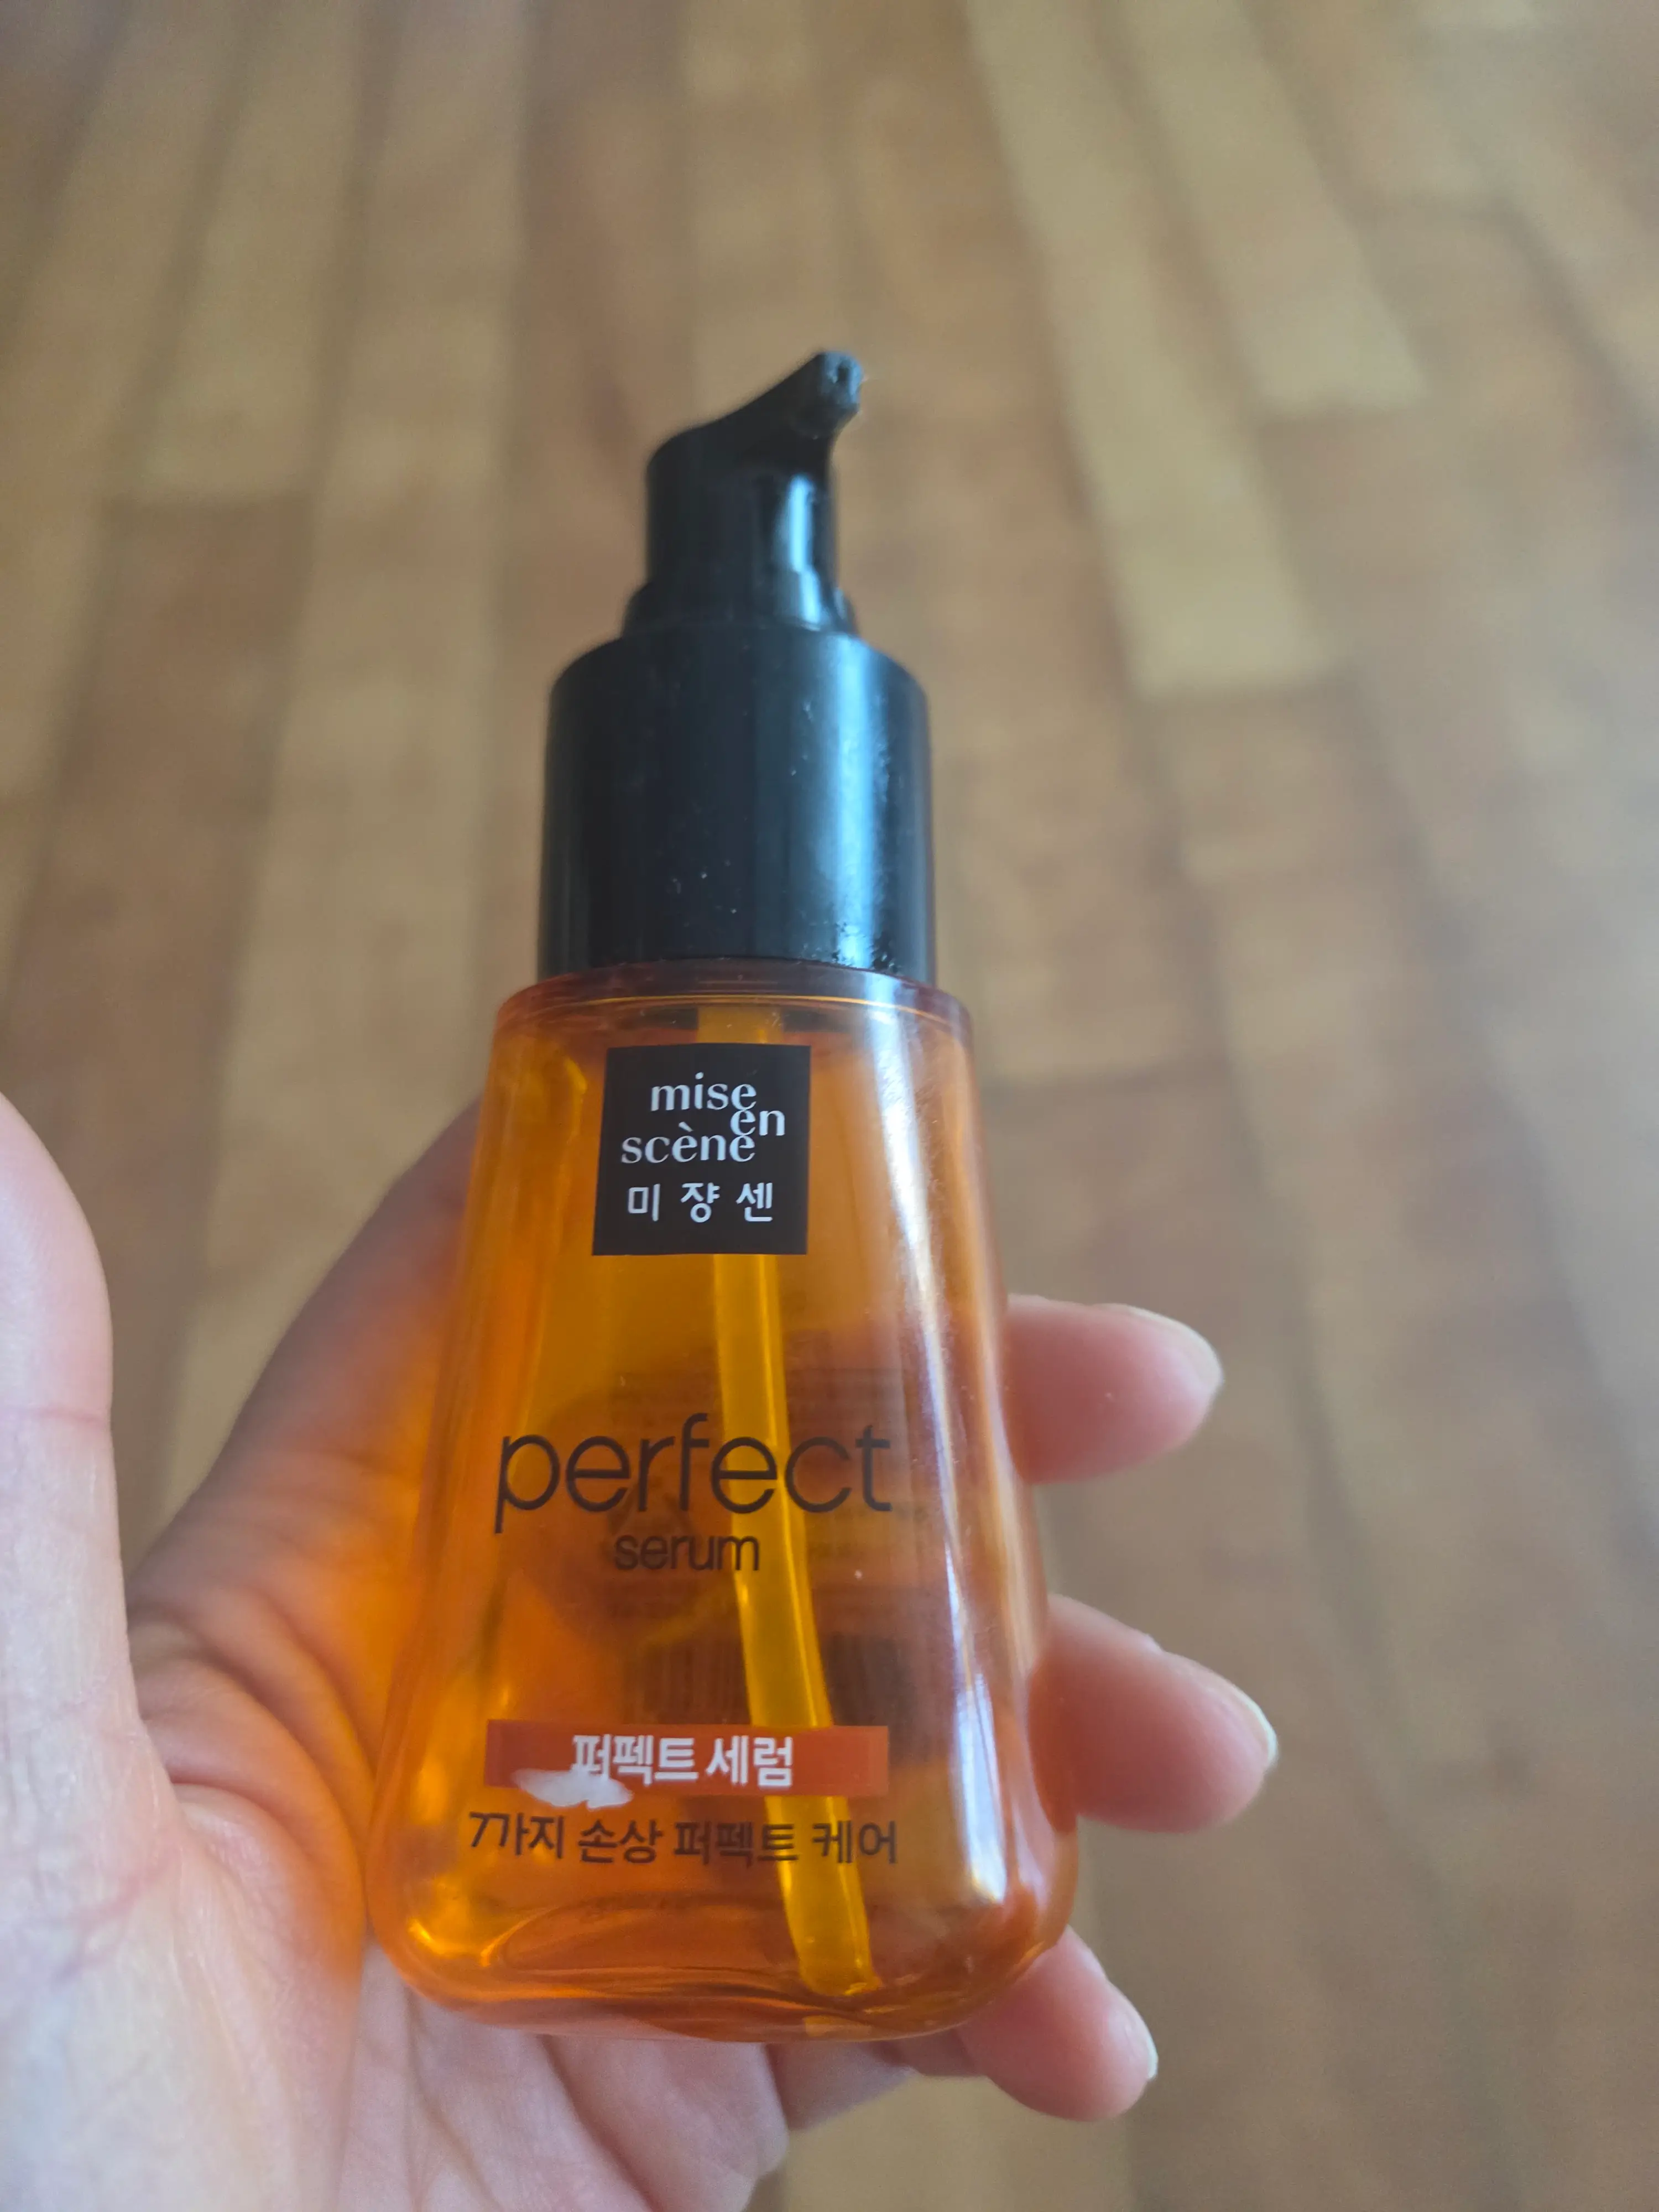 mise
en
scène
미쟝센
perfect
serum
퍼펙트 세럼
7가지 손상 퍼펙트 케어